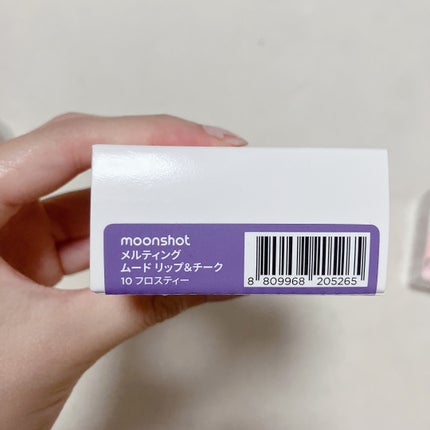 moonshot
メルティング
ムード リップ&チーク
10 フロスティー
8 809968 205265